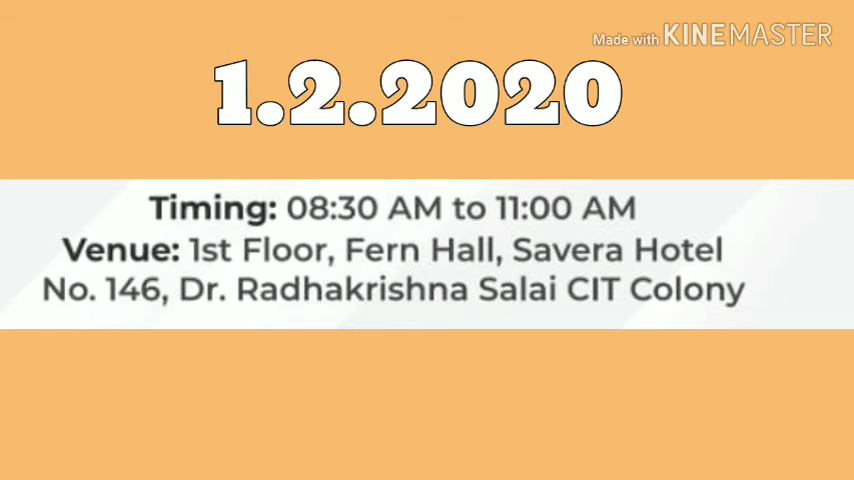 Made with KINEMASTER
1.2.2020
Timing: 08:30 AM to 11:00 AM
Venue: 1st Floor, Fern Hall, Savera Hotel
No. 146, Dr. Radhakrishna Salai CIT Colony